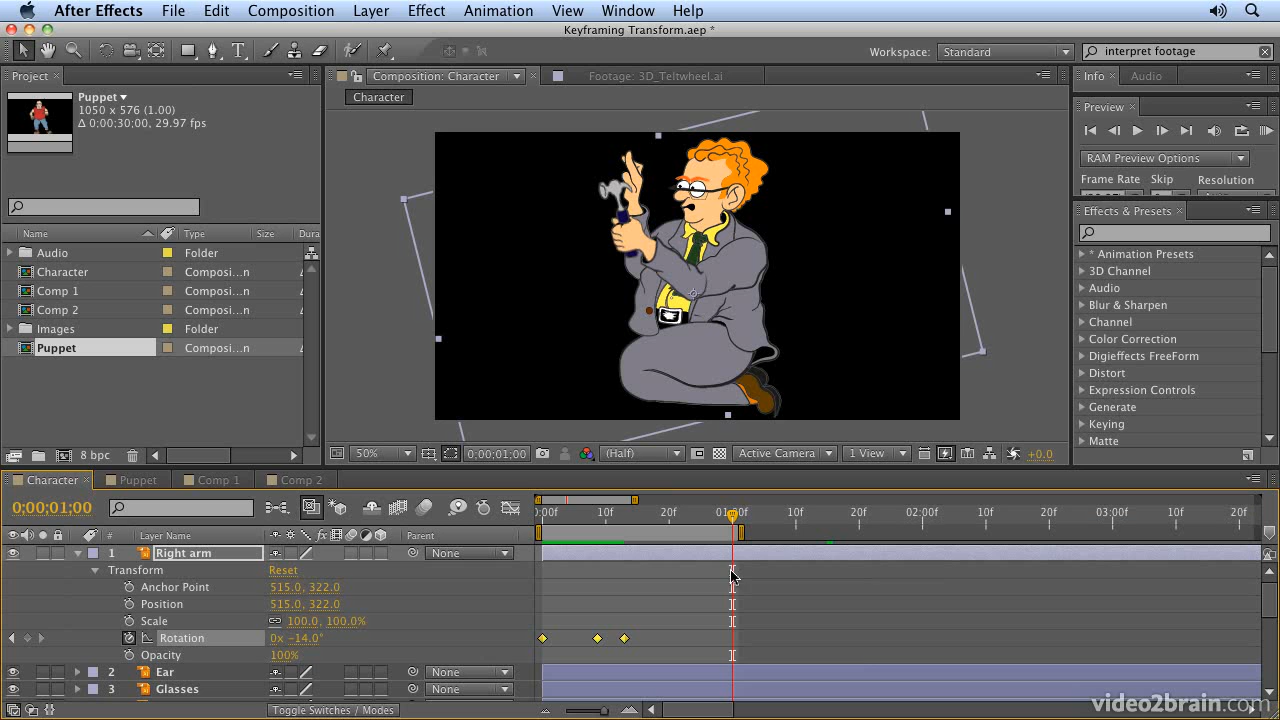 After Effects File Edit Composition Layer Effect Animation View Window Help
Keyframing Transform.aep *
Workspace: Standard interpret footage
Project Composition: Character Footage: 3D_Teltwheel.ai Info Audio
Puppet
1050 x 576 (1.00)
Δ 0;00;30;00, 29.97 fps
Character
Preview
RAM Preview Options
Frame Rate Skip Resolution
Effects & Presets
Name Type Size Dura
Audio Folder
Character Composi...n
Comp 1 Composi...n
Comp 2 Composi...n
Images Folder
Puppet Composi...n
* Animation Presets
3D Channel
Audio
Blur & Sharpen
Channel
Color Correction
Digieffects FreeForm
Distort
Expression Controls
Generate
Keying
Matte
8 bpc
50% 0;00;01;00 (Half) Active Camera 1 View +0.0
Character Puppet Comp 1 Comp 2
0;00;01;00
0:00f 10f 20f 01:00f 10f 20f 02:00f 10f 20f 03:00f 20f
# Layer Name Parent
1 Right arm None
Transform Reset
Anchor Point 515.0, 322.0
Position 515.0, 322.0
Scale 100.0, 100.0%
Rotation 0x −14.0°
Opacity 100%
2 Ear None
3 Glasses None
Toggle Switches / Modes
video2brain.com